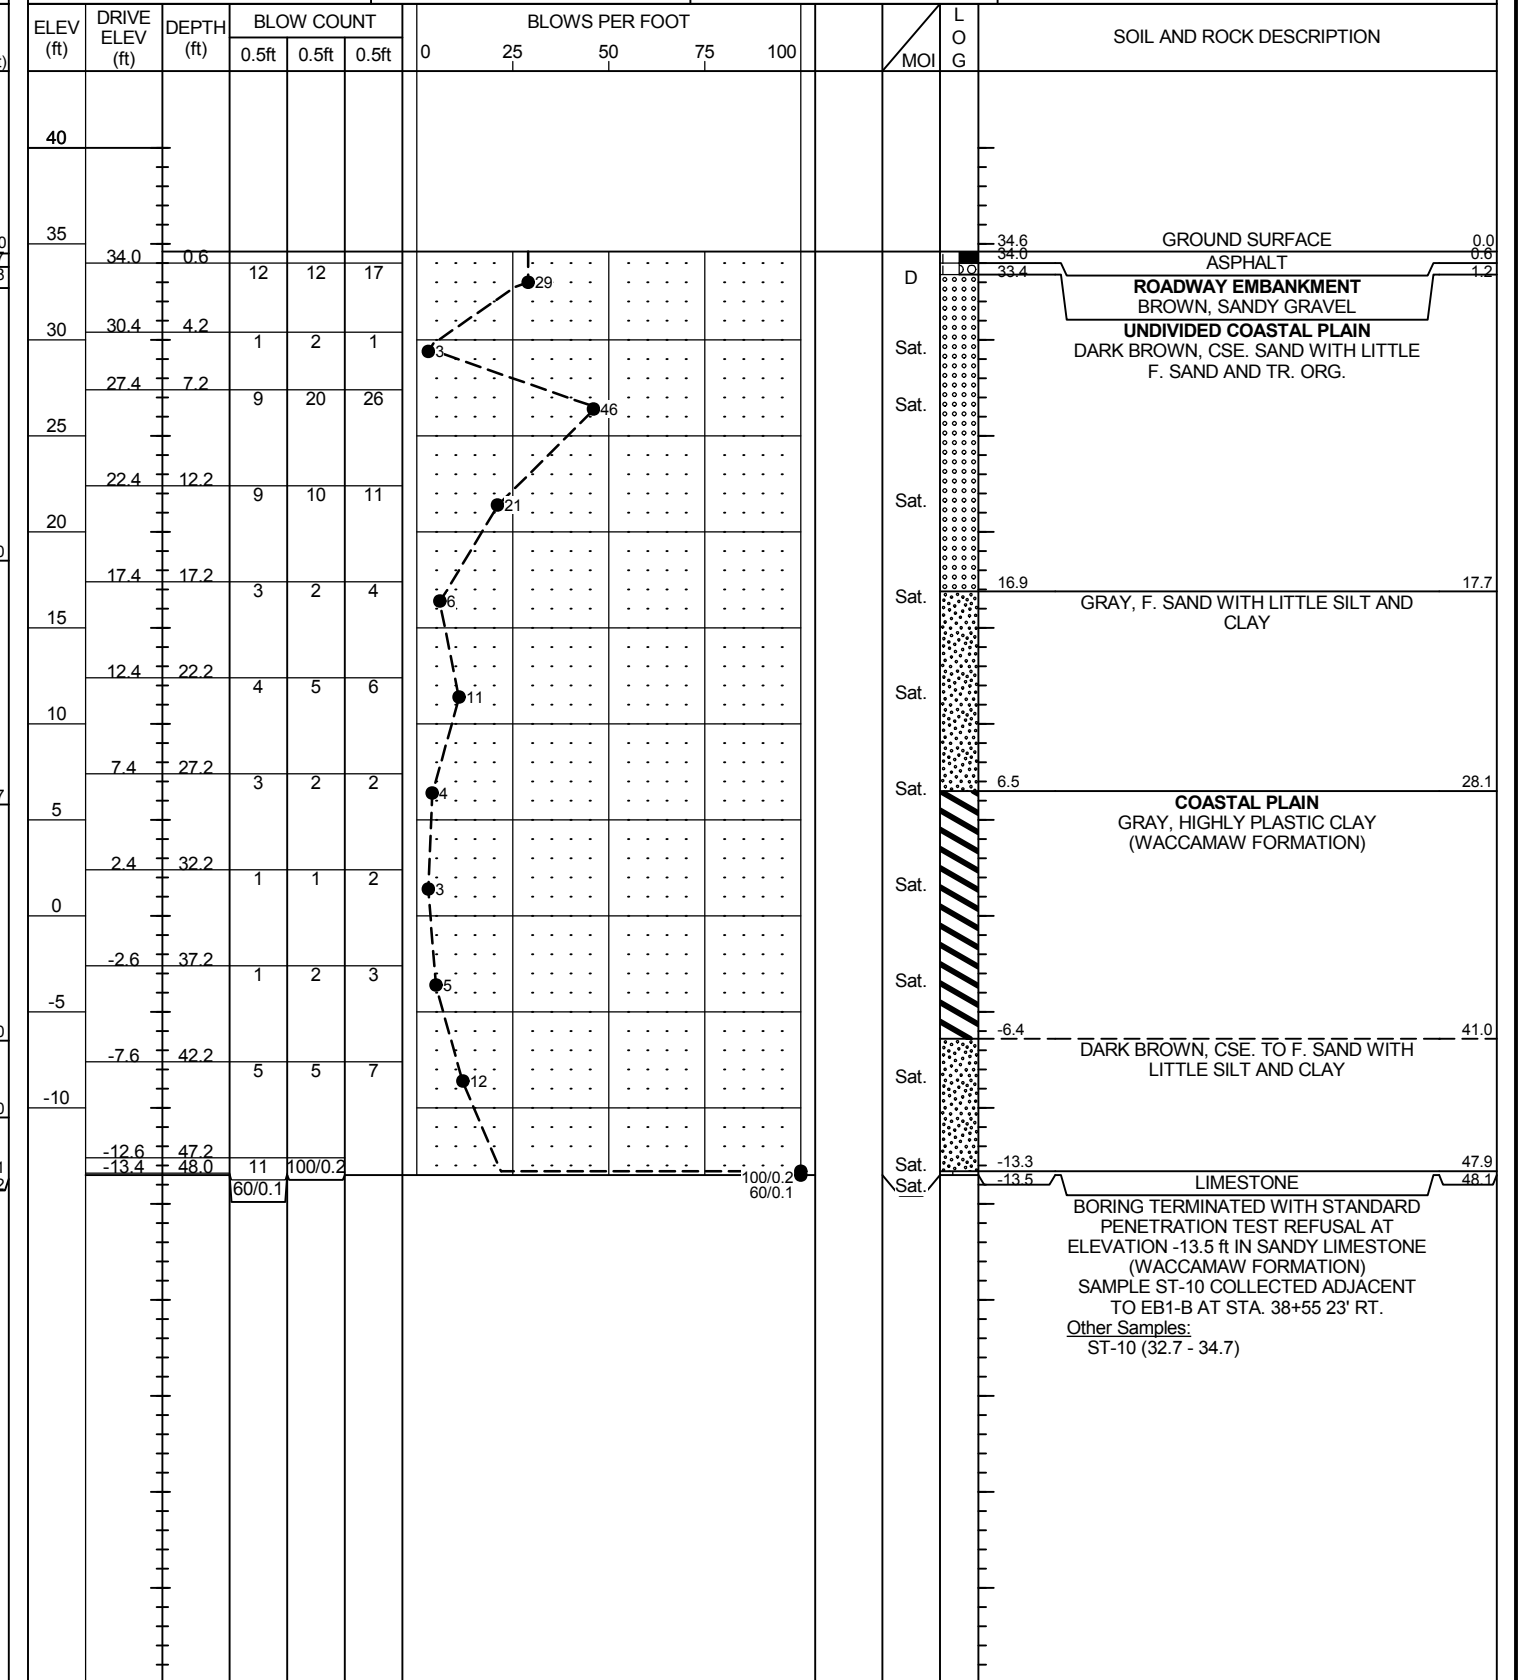 ELEV (ft) DRIVE ELEV (ft) DEPTH (ft) BLOW COUNT BLOWS PER FOOT MOI LOG SOIL AND ROCK DESCRIPTION
0.5ft 0.5ft 0.5ft 0 25 50 75 100
40
35
34.6 GROUND SURFACE 0.0
34.0 0.6 34.0 ASPHALT 0.6
12 12 17 29 D 33.4 1.2
ROADWAY EMBANKMENT
BROWN, SANDY GRAVEL
30 30.4 4.2 UNDIVIDED COASTAL PLAIN
1 2 1 3 Sat. DARK BROWN, CSE. SAND WITH LITTLE
F. SAND AND TR. ORG.
27.4 7.2
9 20 26 46 Sat.
25
22.4 12.2
9 10 11 21 Sat.
20
17.4 17.2
3 2 4 6 Sat. 16.9 17.7
GRAY, F. SAND WITH LITTLE SILT AND
CLAY
15
12.4 22.2
4 5 6 11 Sat.
10
7.4 27.2
3 2 2 4 Sat. 6.5 28.1
5 COASTAL PLAIN
GRAY, HIGHLY PLASTIC CLAY
(WACCAMAW FORMATION)
2.4 32.2
1 1 2 3 Sat.
0
-2.6 37.2
1 2 3 5 Sat.
-5
-6.4 41.0
-7.6 42.2 DARK BROWN, CSE. TO F. SAND WITH
LITTLE SILT AND CLAY
5 5 7 12 Sat.
-10
-12.6 47.2
-13.4 48.0 11 100/0.2 Sat. -13.3 47.9
60/0.1 100/0.2 Sat. -13.5 LIMESTONE 48.1
60/0.1
BORING TERMINATED WITH STANDARD
PENETRATION TEST REFUSAL AT
ELEVATION -13.5 ft IN SANDY LIMESTONE
(WACCAMAW FORMATION)
SAMPLE ST-10 COLLECTED ADJACENT
TO EB1-B AT STA. 38+55 23' RT.
Other Samples:
ST-10 (32.7 - 34.7)